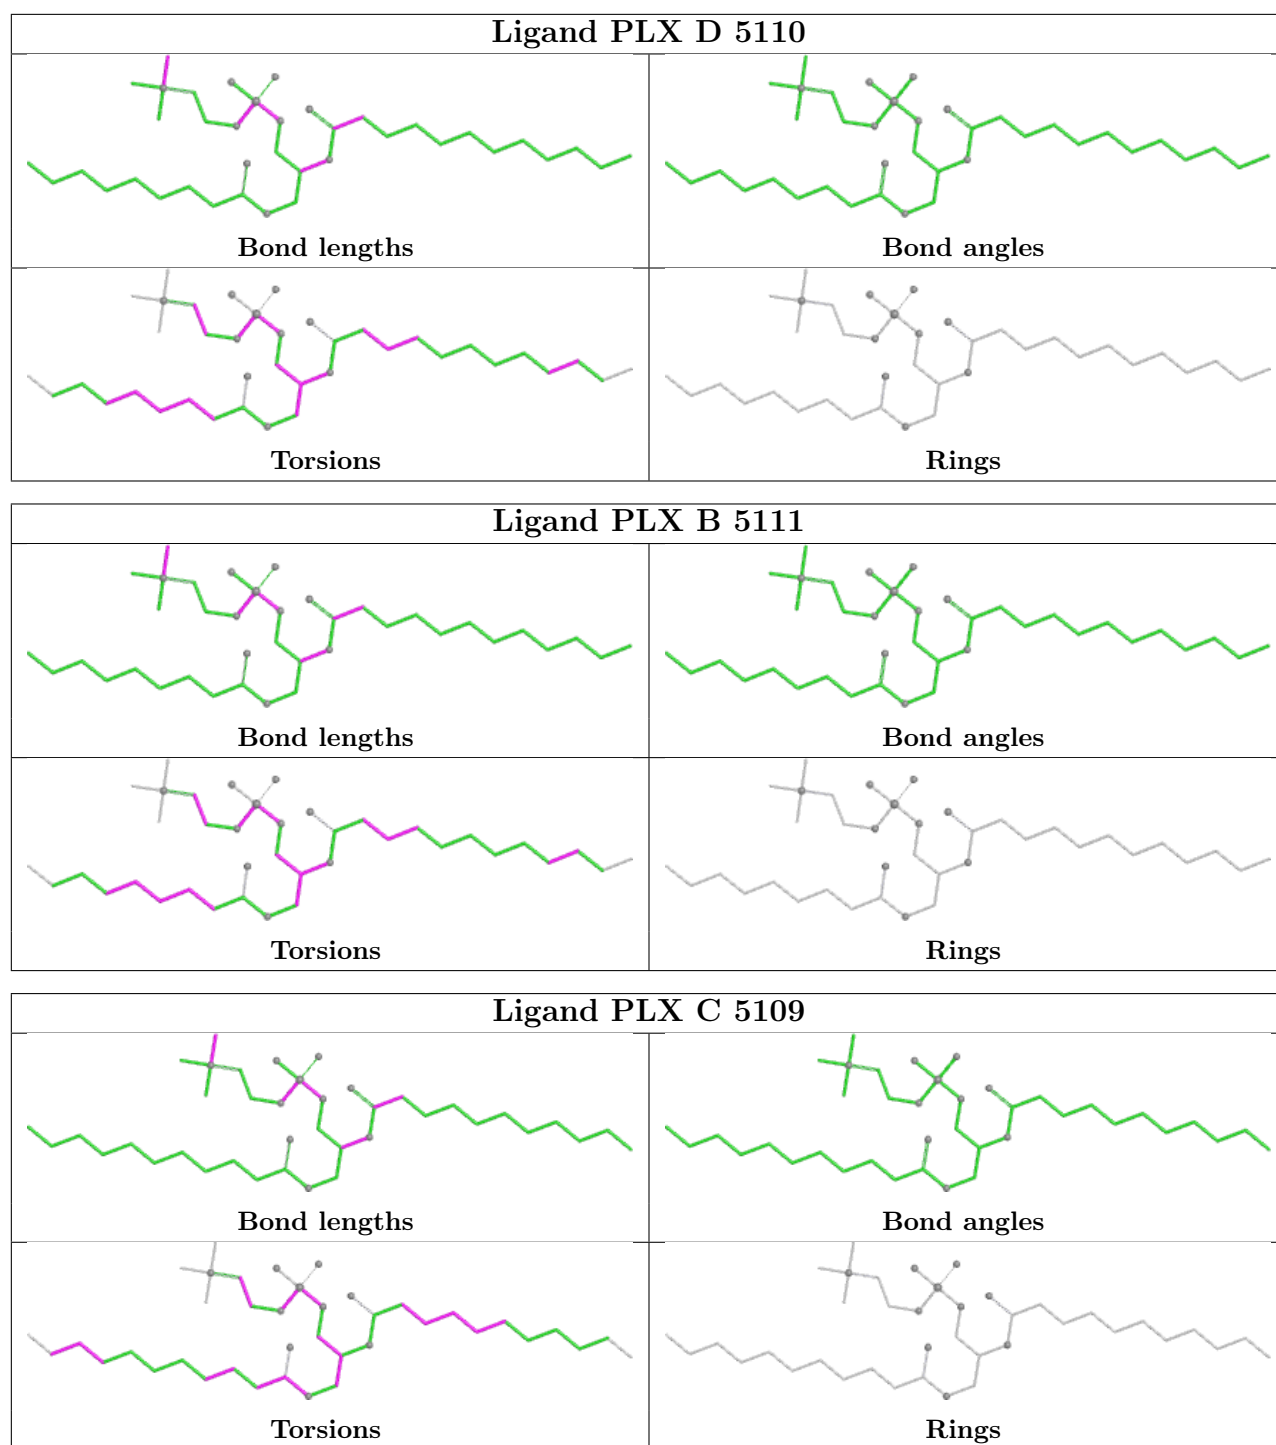 Ligand PLX D 5110
Bond lengths
Bond angles
Torsions
Rings
Ligand PLX B 5111
Bond lengths
Bond angles
Torsions
Rings
Ligand PLX C 5109
Bond lengths
Bond angles
Torsions
Rings